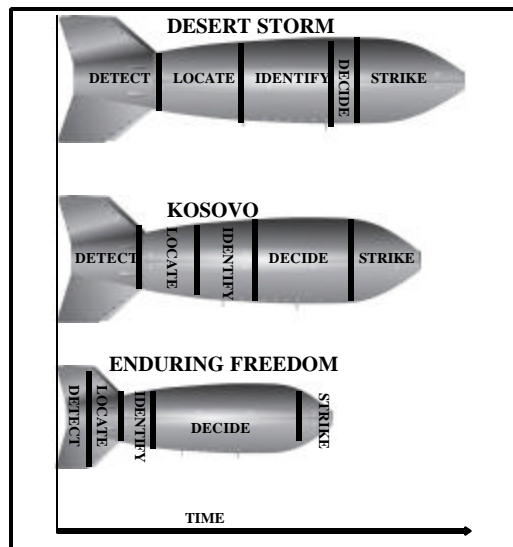 DESERT STORM
DETECT LOCATE IDENTIFY DECIDE STRIKE
KOSOVO
DETECT LOCATE IDENTIFY DECIDE STRIKE
ENDURING FREEDOM
DETECT LOCATE IDENTIFY DECIDE STRIKE
TIME